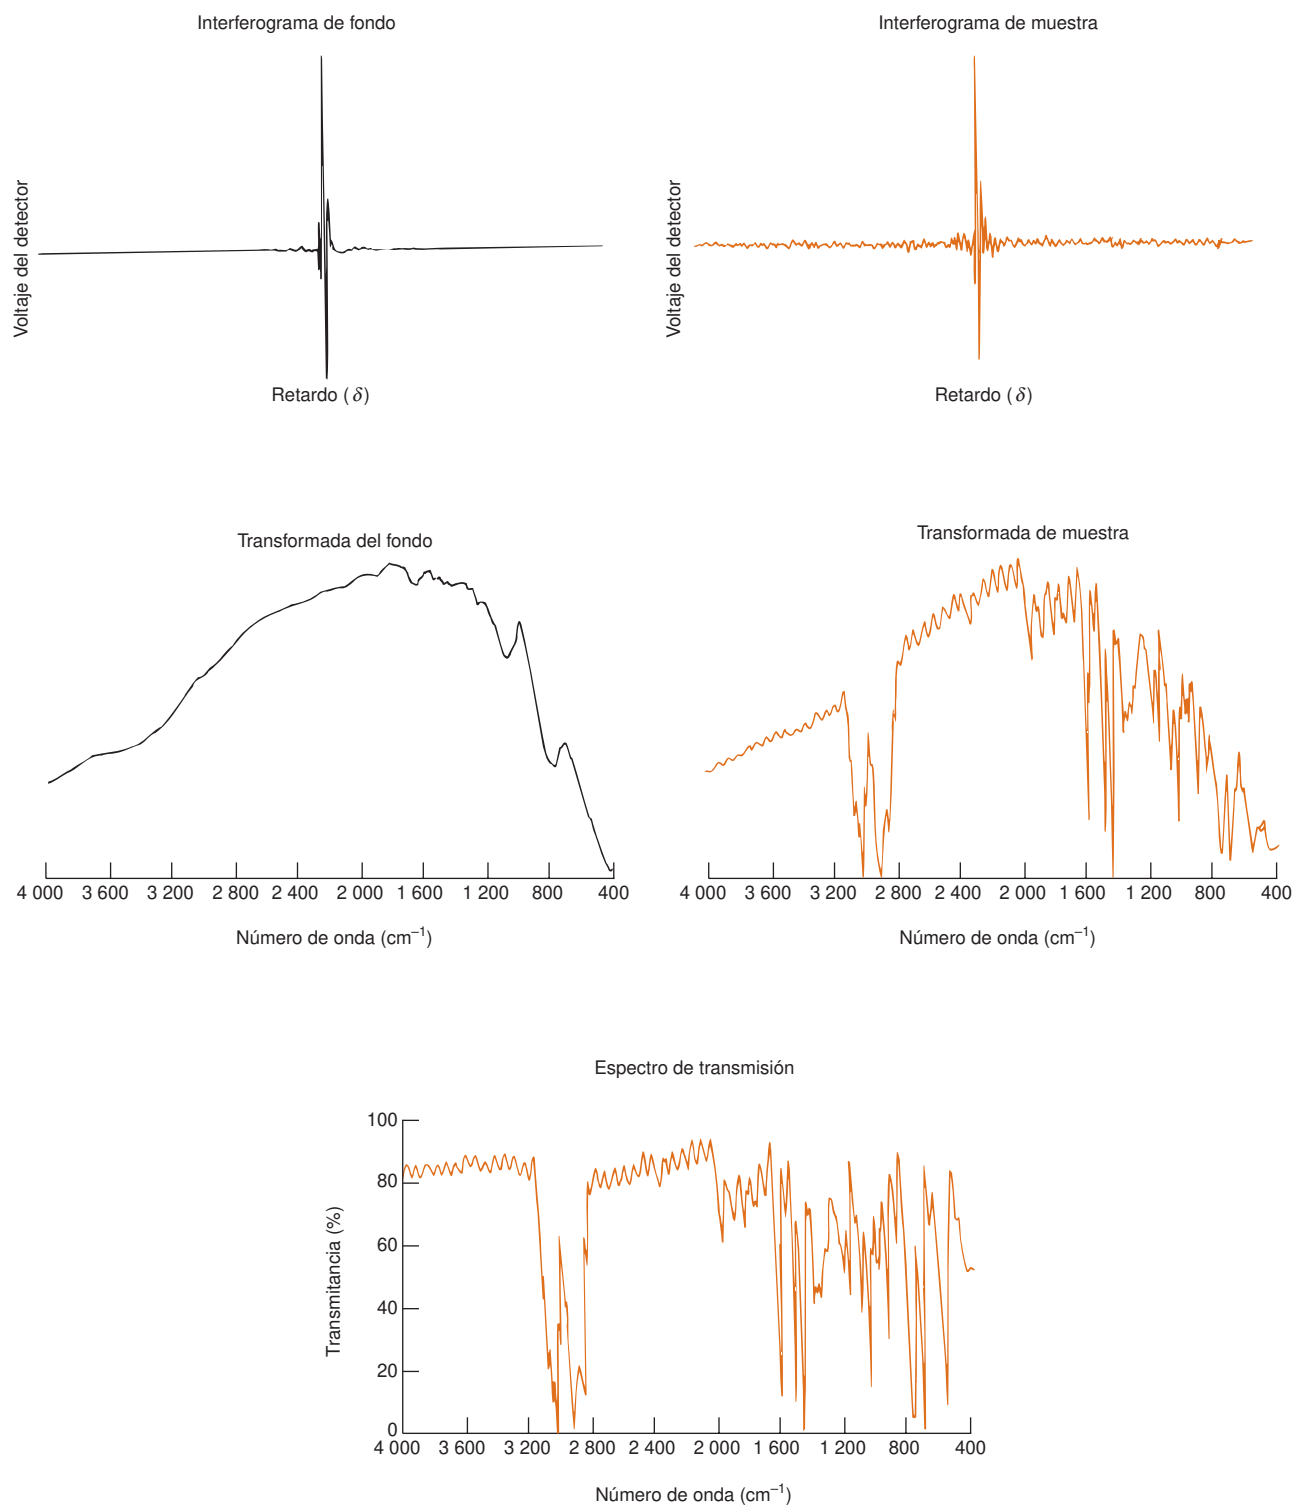 Interferograma de fondo
Interferograma de muestra
Voltaje del detector
Voltaje del detector
Retardo (δ)
Retardo (δ)
Transformada del fondo
Transformada de muestra
4 000 3 600 3 200 2 800 2 400 2 000 1 600 1 200 800 400
4 000 3 600 3 200 2 800 2 400 2 000 1 600 1 200 800 400
Número de onda (cm⁻¹)
Número de onda (cm⁻¹)
Espectro de transmisión
Transmitancia (%)
100
80
60
40
20
0
4 000 3 600 3 200 2 800 2 400 2 000 1 600 1 200 800 400
Número de onda (cm⁻¹)